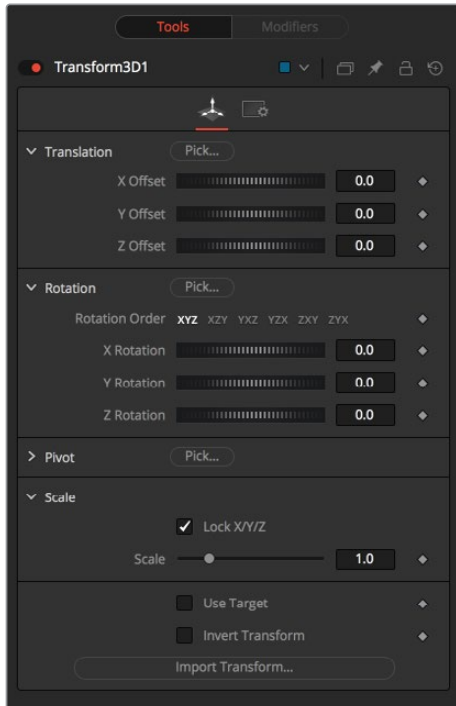 Tools Modifiers
Transform3D1
Translation Pick...
X Offset 0.0
Y Offset 0.0
Z Offset 0.0
Rotation Pick...
Rotation Order XYZ XZY YXZ YZX ZXY ZYX
X Rotation 0.0
Y Rotation 0.0
Z Rotation 0.0
Pivot Pick...
Scale
Lock X/Y/Z
Scale 1.0
Use Target
Invert Transform
Import Transform...